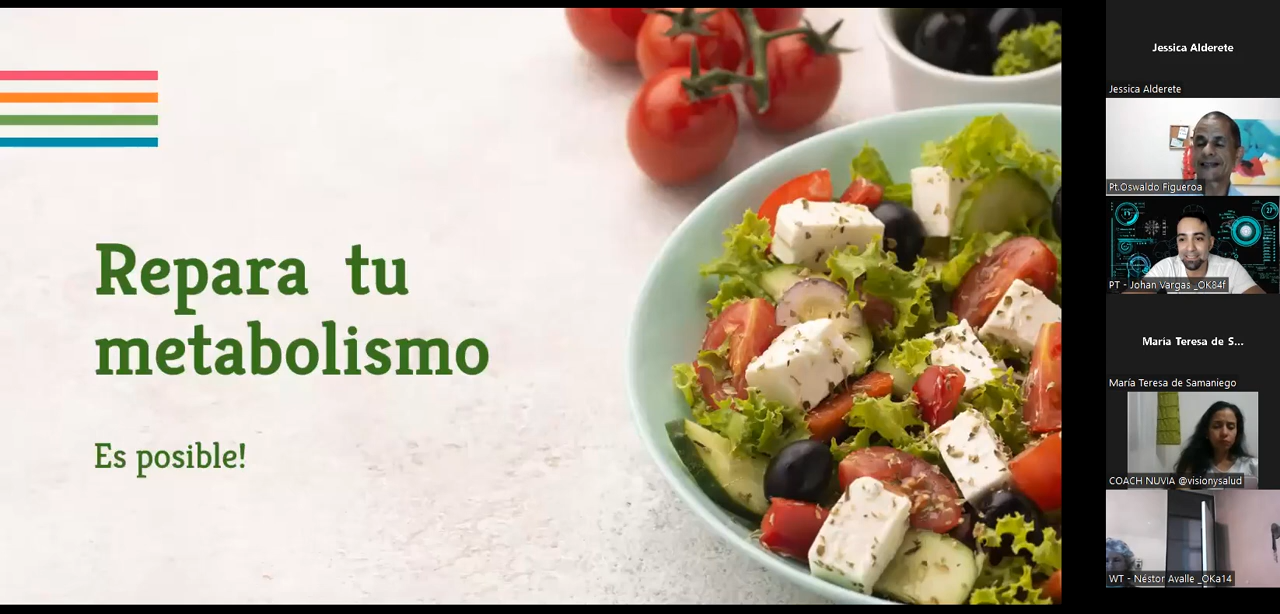 Repara tu
metabolismo
Es posible!
Jessica Alderete
Jessica Alderete
Pt.Oswaldo Figueroa
PT - Johan Vargas _OK84f
Maria Teresa de S...
María Teresa de Samaniego
COACH NUVIA @visionysalud
WT - Néstor Avalle _OKa14